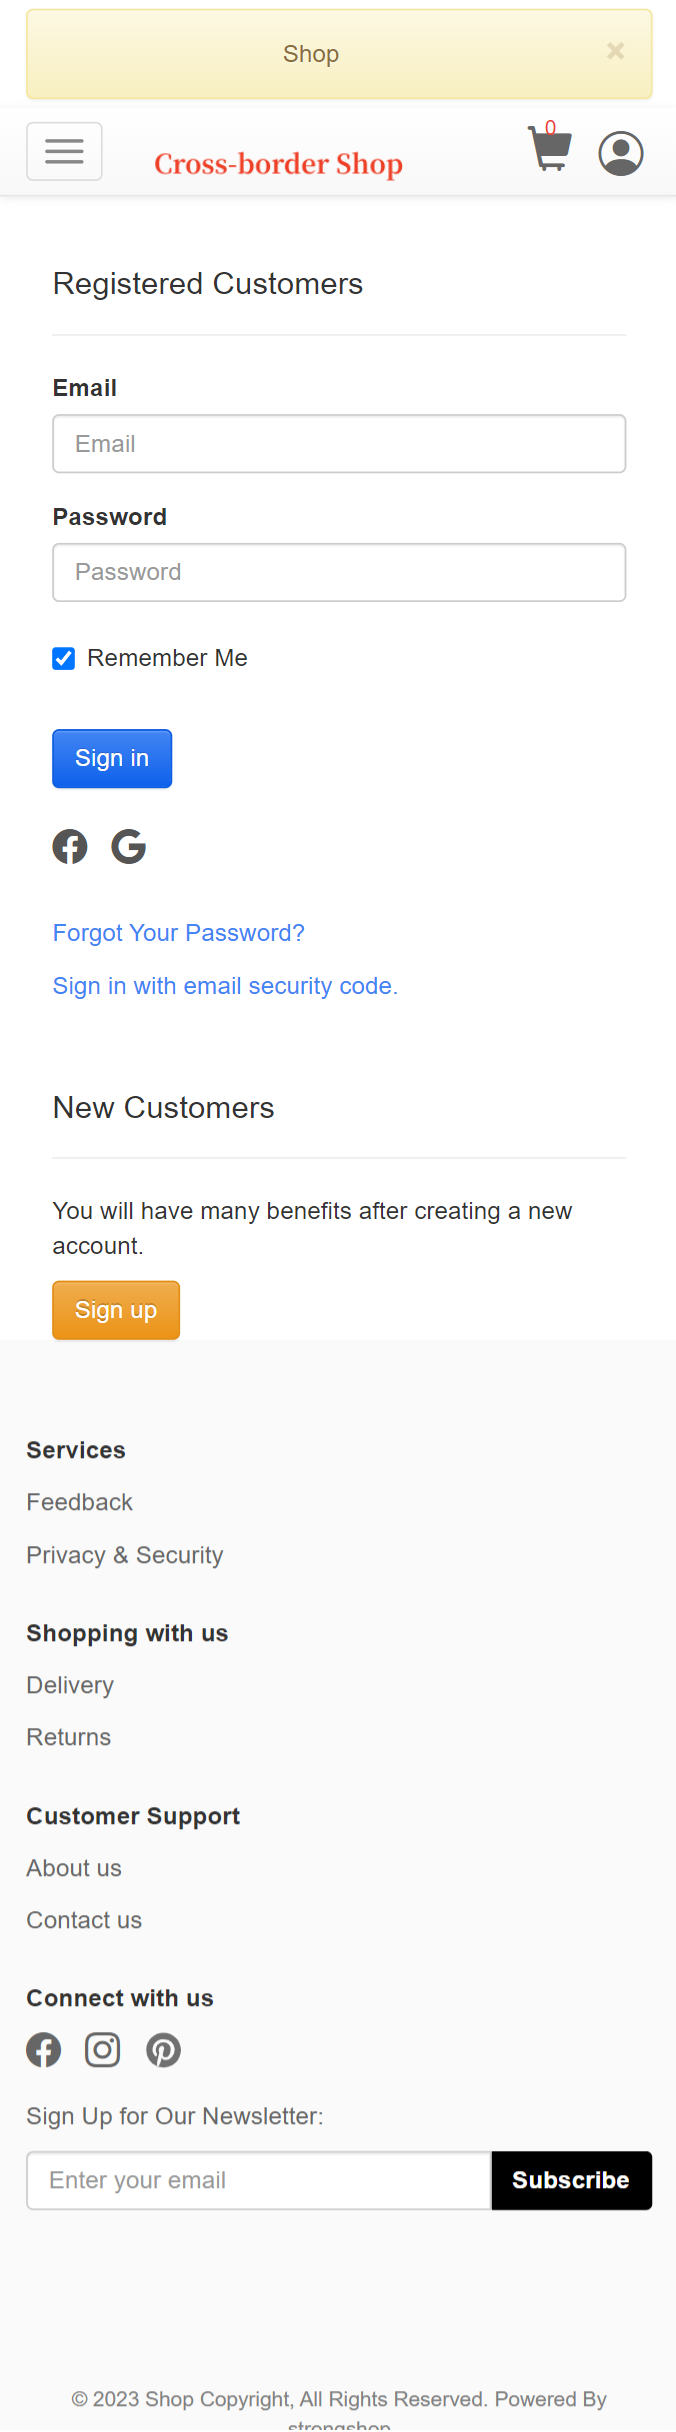 Shop ×
0
Cross-border Shop
Registered Customers
Email
Email
Password
Password
Remember Me
Sign in
Forgot Your Password?
Sign in with email security code.
New Customers
You will have many benefits after creating a new
account.
Sign up
Services
Feedback
Privacy & Security
Shopping with us
Delivery
Returns
Customer Support
About us
Contact us
Connect with us
Sign Up for Our Newsletter:
Enter your email Subscribe
© 2023 Shop Copyright, All Rights Reserved. Powered By
strongshop